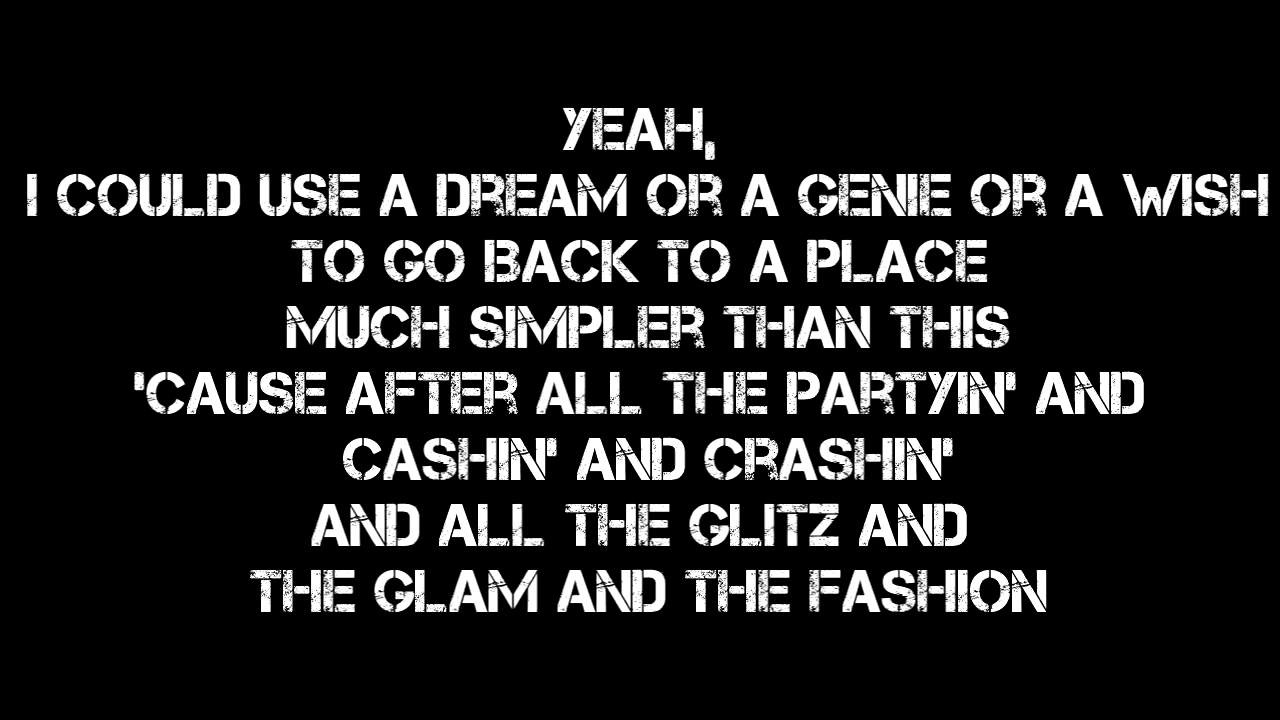 YEAH,
I COULD USE A DREAM OR A GENIE OR A WISH
TO GO BACK TO A PLACE
MUCH SIMPLER THAN THIS
'CAUSE AFTER ALL THE PARTYIN' AND
CASHIN' AND CRASHIN'
AND ALL THE GLITZ AND
THE GLAM AND THE FASHION